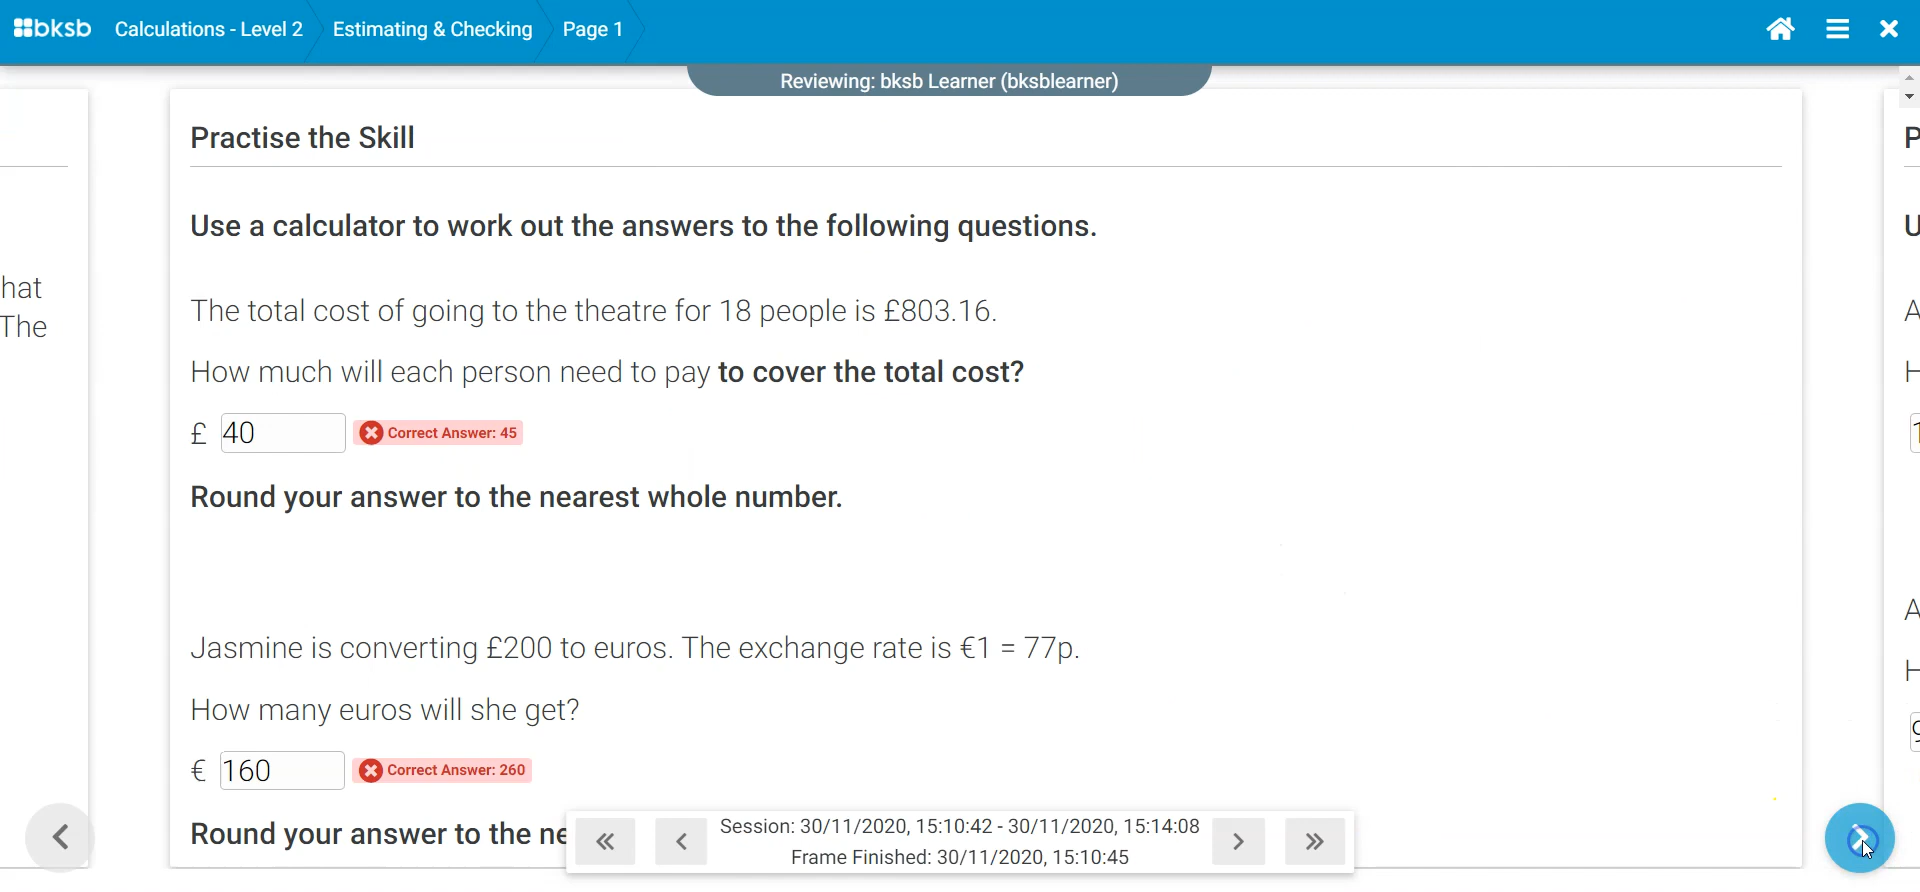 bksb Calculations - Level 2 Estimating & Checking Page 1
Reviewing: bksb Learner (bksblearner)
Practise the Skill
Use a calculator to work out the answers to the following questions.
hat
The
The total cost of going to the theatre for 18 people is £803.16.
How much will each person need to pay to cover the total cost?
£ 40 Correct Answer: 45
Round your answer to the nearest whole number.
Jasmine is converting £200 to euros. The exchange rate is €1 = 77p.
How many euros will she get?
€ 160 Correct Answer: 260
Round your answer to the ne
Session: 30/11/2020, 15:10:42 - 30/11/2020, 15:14:08
Frame Finished: 30/11/2020, 15:10:45